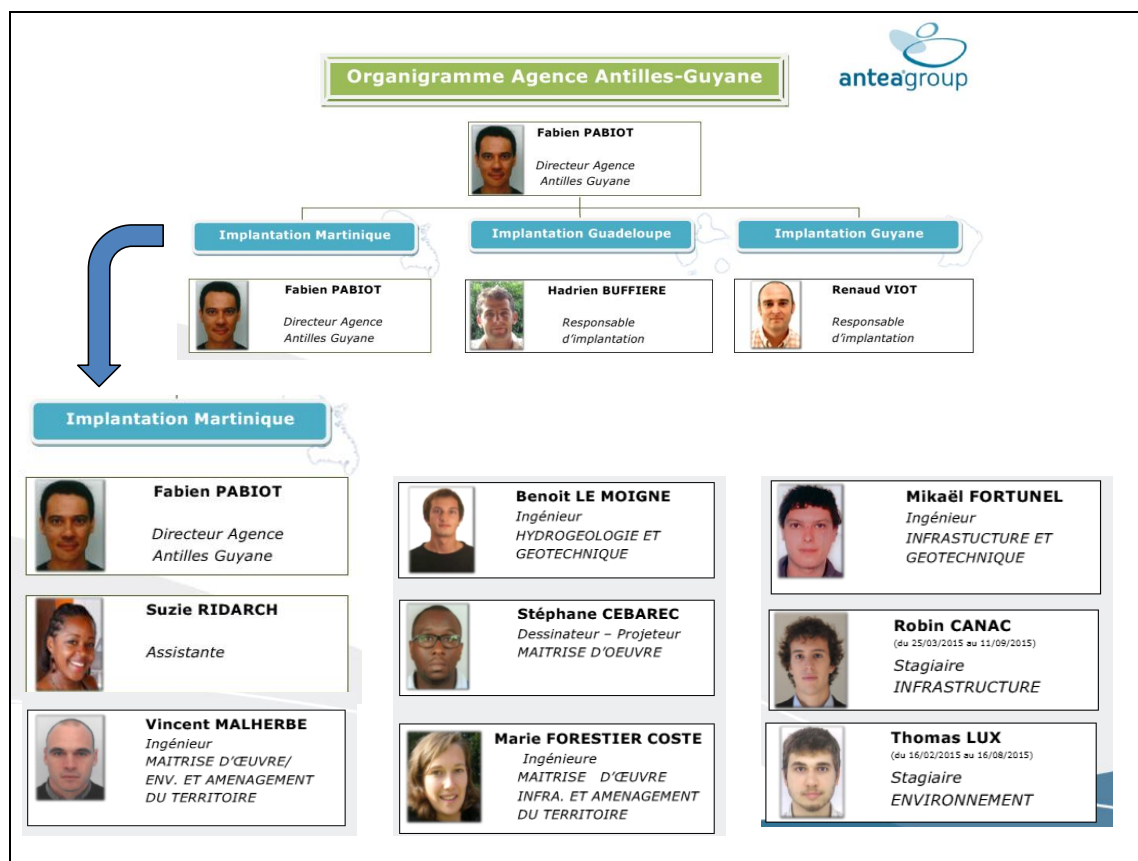 Organigramme Agence Antilles-Guyane
anteagroup
Fabien PABIOT
Directeur Agence
Antilles Guyane
Implantation Martinique
Implantation Guadeloupe
Implantation Guyane
Fabien PABIOT
Directeur Agence
Antilles Guyane
Hadrien BUFFIERE
Responsable
d'implantation
Renaud VIOT
Responsable
d'implantation
Implantation Martinique
Fabien PABIOT
Directeur Agence
Antilles Guyane
Suzie RIDARCH
Assistante
Vincent MALHERBE
Ingénieur
MAITRISE D'ŒUVRE/
ENV. ET AMENAGEMENT
DU TERRITOIRE
Benoit LE MOIGNE
Ingénieur
HYDROGEOLOGIE ET
GEOTECHNIQUE
Stéphane CEBAREC
Dessinateur – Projeteur
MAITRISE D'OEUVRE
Marie FORESTIER COSTE
Ingénieure
MAITRISE D'ŒUVRE
INFRA. ET AMENAGEMENT
DU TERRITOIRE
Mikaël FORTUNEL
Ingénieur
INFRASTUCTURE ET
GEOTECHNIQUE
Robin CANAC
(du 25/03/2015 au 11/09/2015)
Stagiaire
INFRASTRUCTURE
Thomas LUX
(du 16/02/2015 au 16/08/2015)
Stagiaire
ENVIRONNEMENT